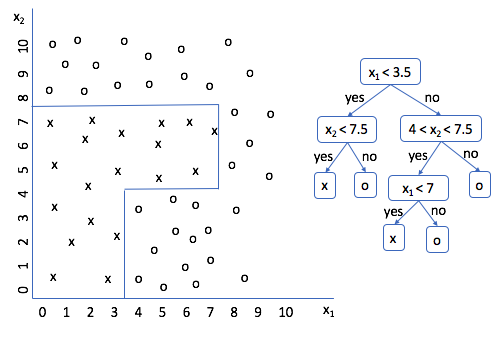 x₂
10
9
8
7
6
5
4
3
2
1
0
0 1 2 3 4 5 6 7 8 9 10 x₁
x₁ < 3.5
yes no
x₂ < 7.5 4 < x₂ < 7.5
yes no yes no
x o x₁ < 7 o
yes no
x o